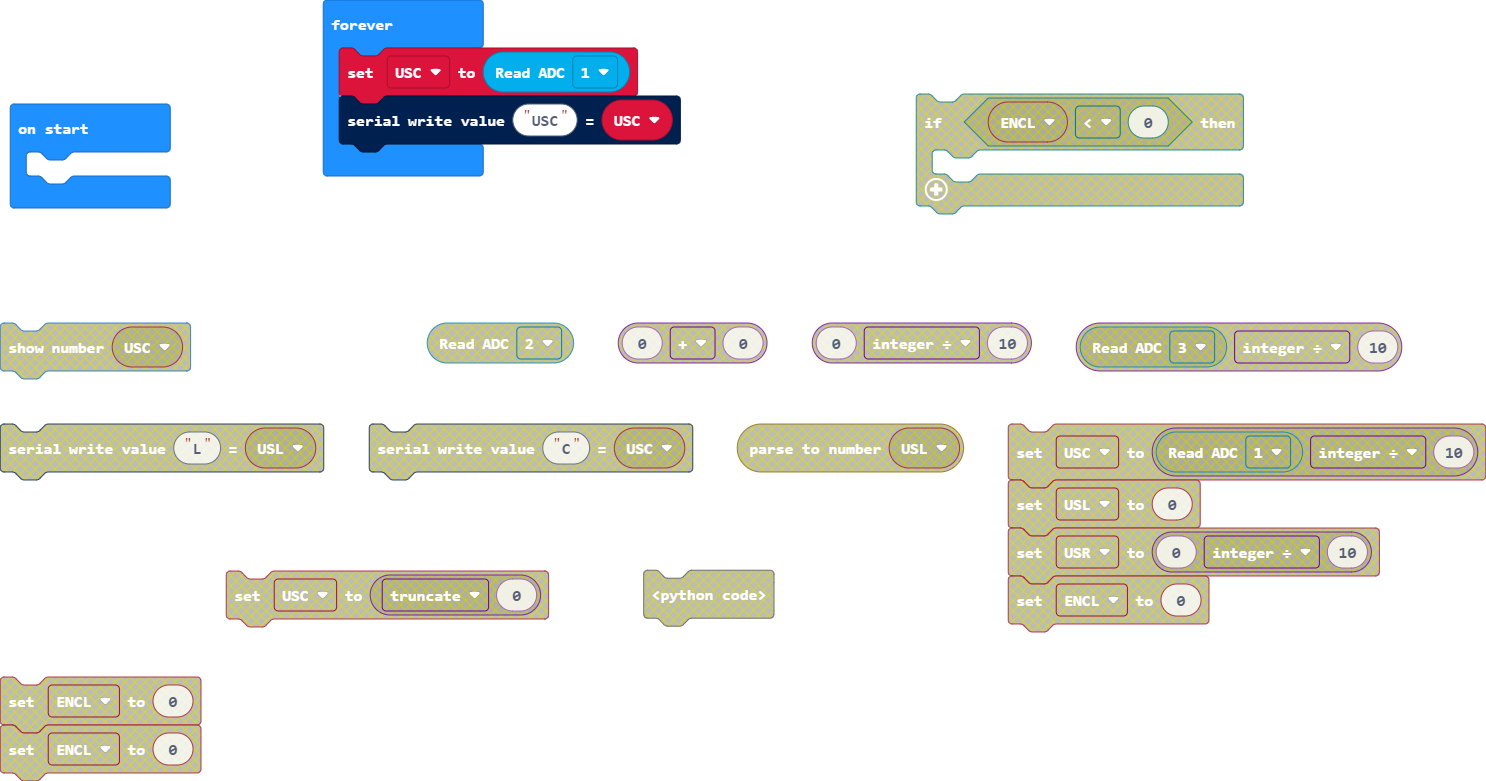 forever
set USC to Read ADC 1
serial write value "USC" = USC
on start
if ENCL < 0 then
show number USC
Read ADC 2
0 + 0
0 integer ÷ 10
Read ADC 3 integer ÷ 10
serial write value "L" = USL
serial write value "C" = USC
parse to number USL
set USC to Read ADC 1 integer ÷ 10
set USL to 0
set USR to 0 integer ÷ 10
set ENCL to 0
set USC to truncate 0
<python code>
set ENCL to 0
set ENCL to 0